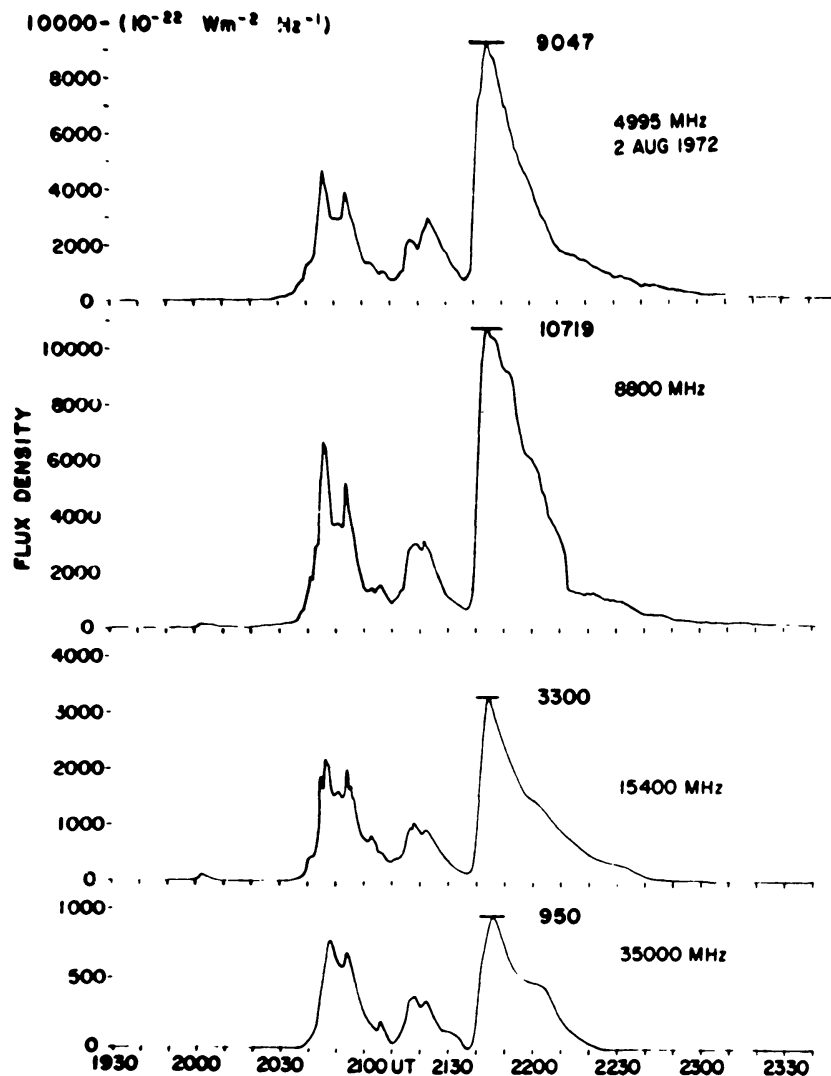 10000- (10⁻²² Wm⁻² Hz⁻¹)
9047
8000-
4995 MHz
2 AUG 1972
6000-
4000-
2000-
0
10719
10000-
8800 MHz
8000-
6000
4000
2000
0
FLUX DENSITY
4000
3300
3000-
2000-
15400 MHz
1000-
0
1000
950
35000 MHz
500-
0
1930 2000 2030 2100 UT 2130 2200 2230 2300 2330